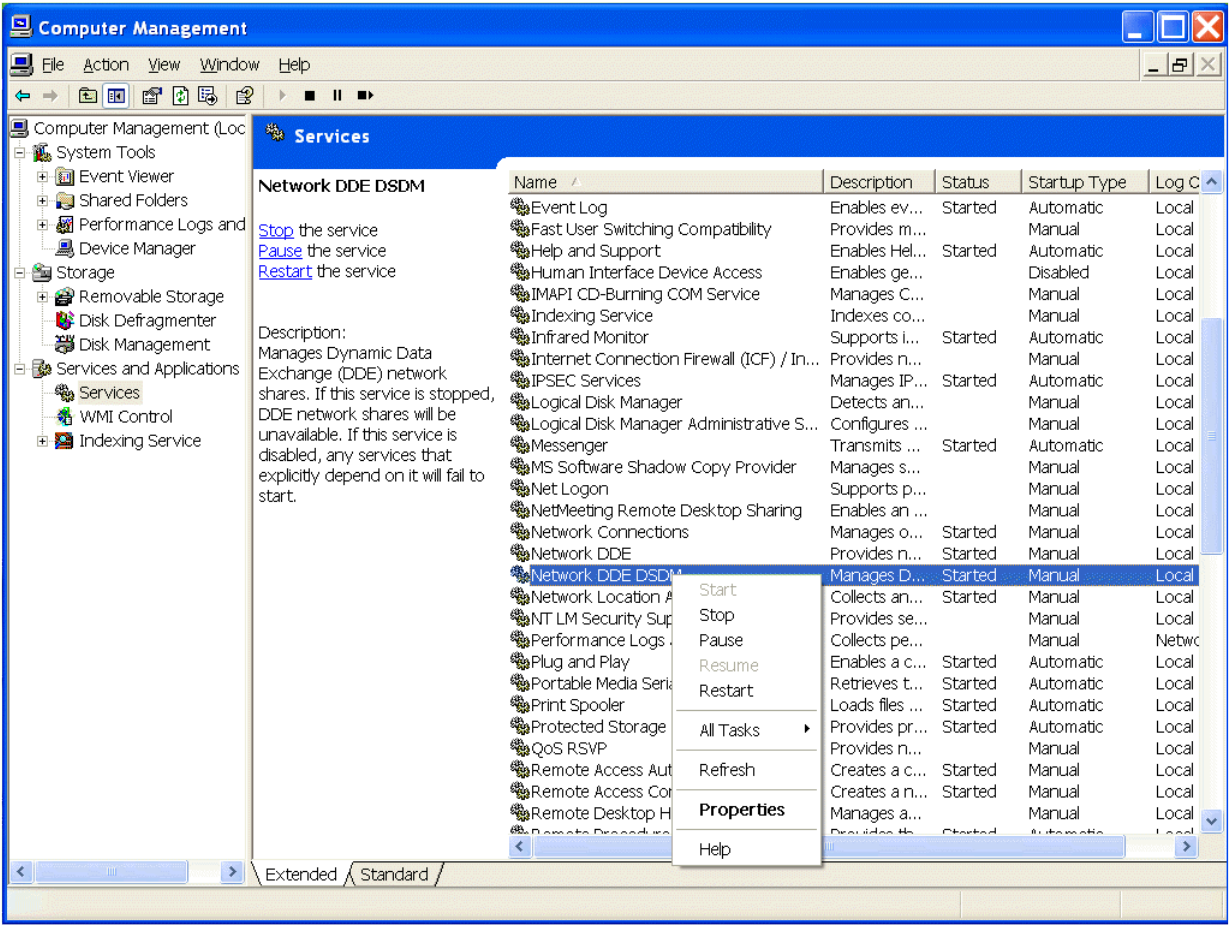 Computer Management
File Action View Window Help
Computer Management (Loc
System Tools
Event Viewer
Shared Folders
Performance Logs and
Device Manager
Storage
Removable Storage
Disk Defragmenter
Disk Management
Services and Applications
Services
WMI Control
Indexing Service
Services
Network DDE DSDM
Stop the service
Pause the service
Restart the service
Description:
Manages Dynamic Data
Exchange (DDE) network
shares. If this service is stopped,
DDE network shares will be
unavailable. If this service is
disabled, any services that
explicitly depend on it will fail to
start.
Name Description Status Startup Type Log O
Event Log Enables ev... Started Automatic Local
Fast User Switching Compatibility Provides m... Manual Local
Help and Support Enables Hel... Started Automatic Local
Human Interface Device Access Enables ge... Disabled Local
IMAPI CD-Burning COM Service Manages C... Manual Local
Indexing Service Indexes co... Manual Local
Infrared Monitor Supports i... Started Automatic Local
Internet Connection Firewall (ICF) / In... Provides n... Manual Local
IPSEC Services Manages IP... Started Automatic Local
Logical Disk Manager Detects an... Manual Local
Logical Disk Manager Administrative S... Configures ... Manual Local
Messenger Transmits ... Started Automatic Local
MS Software Shadow Copy Provider Manages s... Manual Local
Net Logon Supports p... Manual Local
NetMeeting Remote Desktop Sharing Enables an ... Manual Local
Network Connections Manages o... Started Manual Local
Network DDE Provides n... Started Manual Local
Network DDE DSDM Manages D... Started Manual Local
Network Location A Collects an... Started Manual Local
NT LM Security Sup Provides se... Manual Local
Performance Logs Collects pe... Manual Netwo
Plug and Play Enables a c... Started Automatic Local
Portable Media Seria Retrieves t... Started Automatic Local
Print Spooler Loads files ... Started Automatic Local
Protected Storage Provides pr... Started Automatic Local
QoS RSVP Provides n... Manual Local
Remote Access Aut Creates a c... Started Manual Local
Remote Access Con Creates a n... Started Manual Local
Remote Desktop H Manages a... Manual Local
Remote Procedure Provides th... Started Automatic Local
Start
Stop
Pause
Resume
Restart
All Tasks
Refresh
Properties
Help
Extended Standard